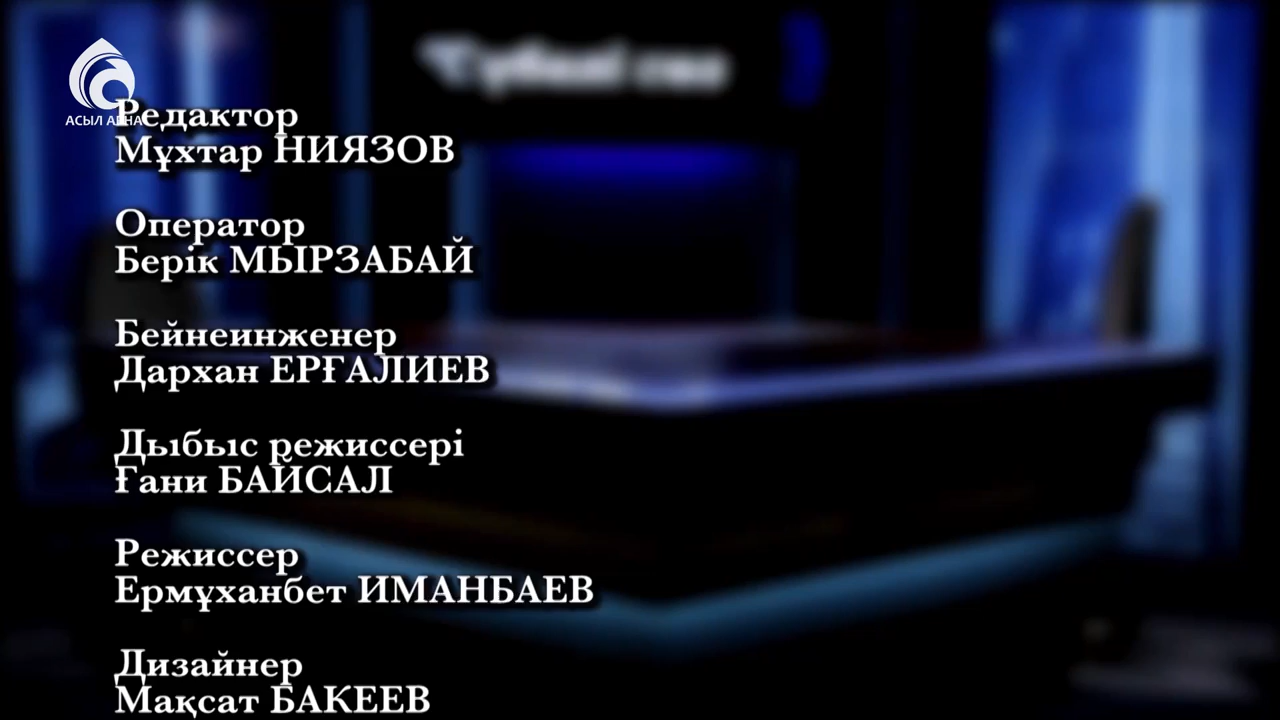 АСЫЛ АРНА
Редактор
Мұхтар НИЯЗОВ
Оператор
Берік МЫРЗАБАЙ
Бейнеинженер
Дархан ЕРҒАЛИЕВ
Дыбыс режиссері
Ғани БАЙСАЛ
Режиссер
Ермұханбет ИМАНБАЕВ
Дизайнер
Мақсат БАКЕЕВ